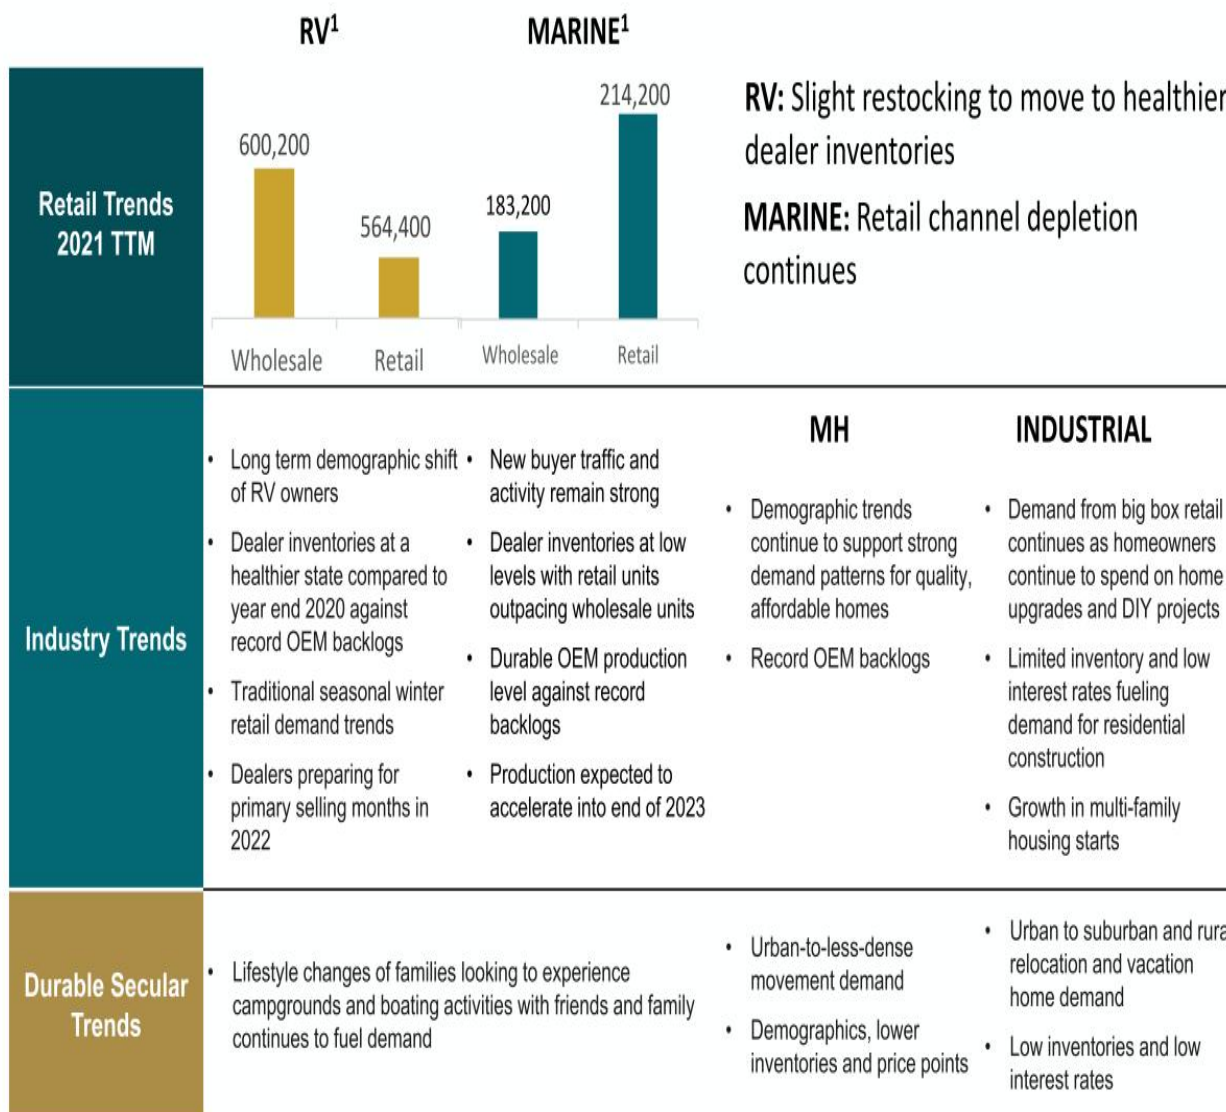 RV¹
MARINE¹
Retail Trends
2021 TTM
600,200
564,400
Wholesale
Retail
183,200
214,200
Wholesale
Retail
RV: Slight restocking to move to healthier
dealer inventories
MARINE: Retail channel depletion
continues
Industry Trends
• Long term demographic shift
of RV owners
• Dealer inventories at a
healthier state compared to
year end 2020 against
record OEM backlogs
• Traditional seasonal winter
retail demand trends
• Dealers preparing for
primary selling months in
2022
• New buyer traffic and
activity remain strong
• Dealer inventories at low
levels with retail units
outpacing wholesale units
• Durable OEM production
level against record
backlogs
• Production expected to
accelerate into end of 2023
MH
• Demographic trends
continue to support strong
demand patterns for quality,
affordable homes
• Record OEM backlogs
INDUSTRIAL
• Demand from big box retail
continues as homeowners
continue to spend on home
upgrades and DIY projects
• Limited inventory and low
interest rates fueling
demand for residential
construction
• Growth in multi-family
housing starts
Durable Secular
Trends
• Lifestyle changes of families looking to experience
campgrounds and boating activities with friends and family
continues to fuel demand
• Urban-to-less-dense
movement demand
• Demographics, lower
inventories and price points
• Urban to suburban and rura
relocation and vacation
home demand
• Low inventories and low
interest rates